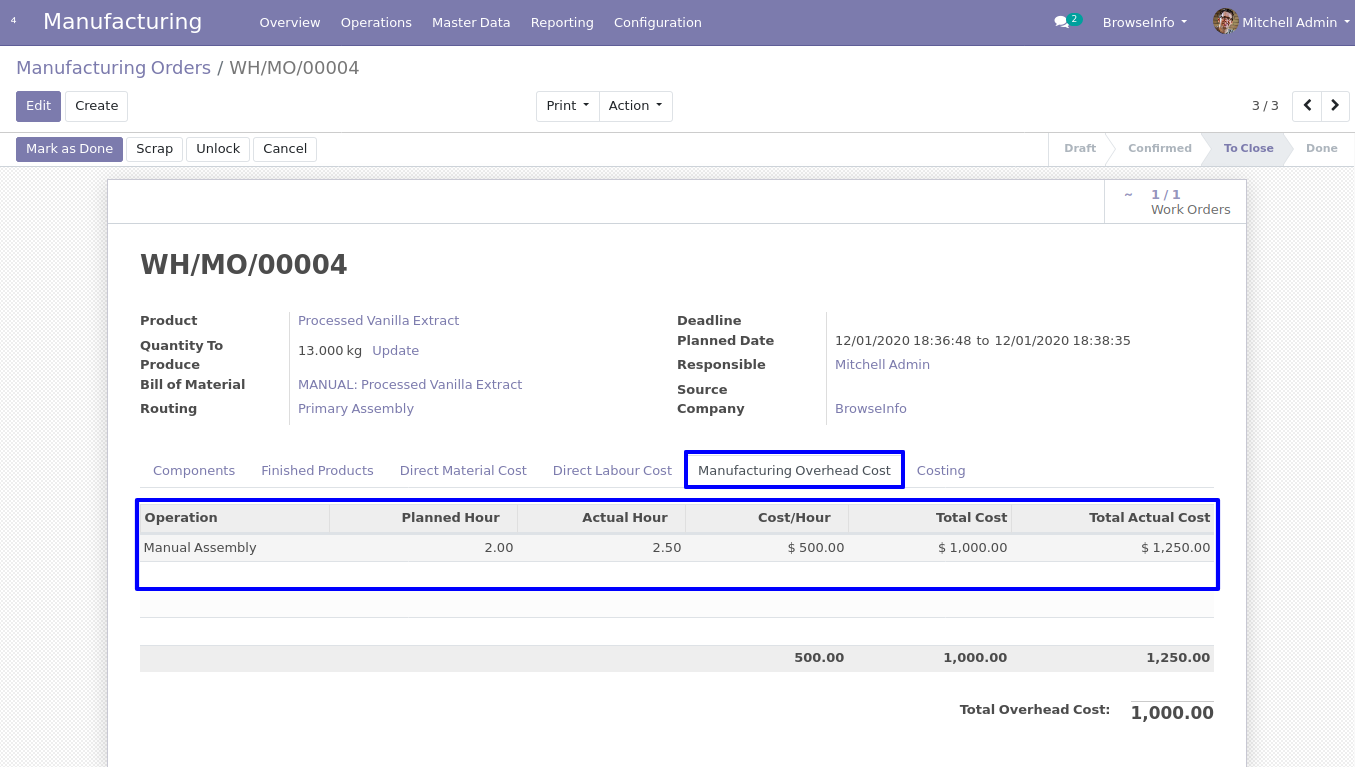 4 Manufacturing Overview Operations Master Data Reporting Configuration 2 BrowseInfo Mitchell Admin
Manufacturing Orders / WH/MO/00004
Edit Create Print Action 3 / 3
Mark as Done Scrap Unlock Cancel Draft Confirmed To Close Done
~ 1 / 1
Work Orders
WH/MO/00004
Product Processed Vanilla Extract
Quantity To Produce 13.000 kg Update
Bill of Material MANUAL: Processed Vanilla Extract
Routing Primary Assembly
Deadline
Planned Date 12/01/2020 18:36:48 to 12/01/2020 18:38:35
Responsible Mitchell Admin
Source
Company BrowseInfo
Components Finished Products Direct Material Cost Direct Labour Cost Manufacturing Overhead Cost Costing
Operation Planned Hour Actual Hour Cost/Hour Total Cost Total Actual Cost
Manual Assembly 2.00 2.50 $ 500.00 $ 1,000.00 $ 1,250.00
500.00 1,000.00 1,250.00
Total Overhead Cost: 1,000.00